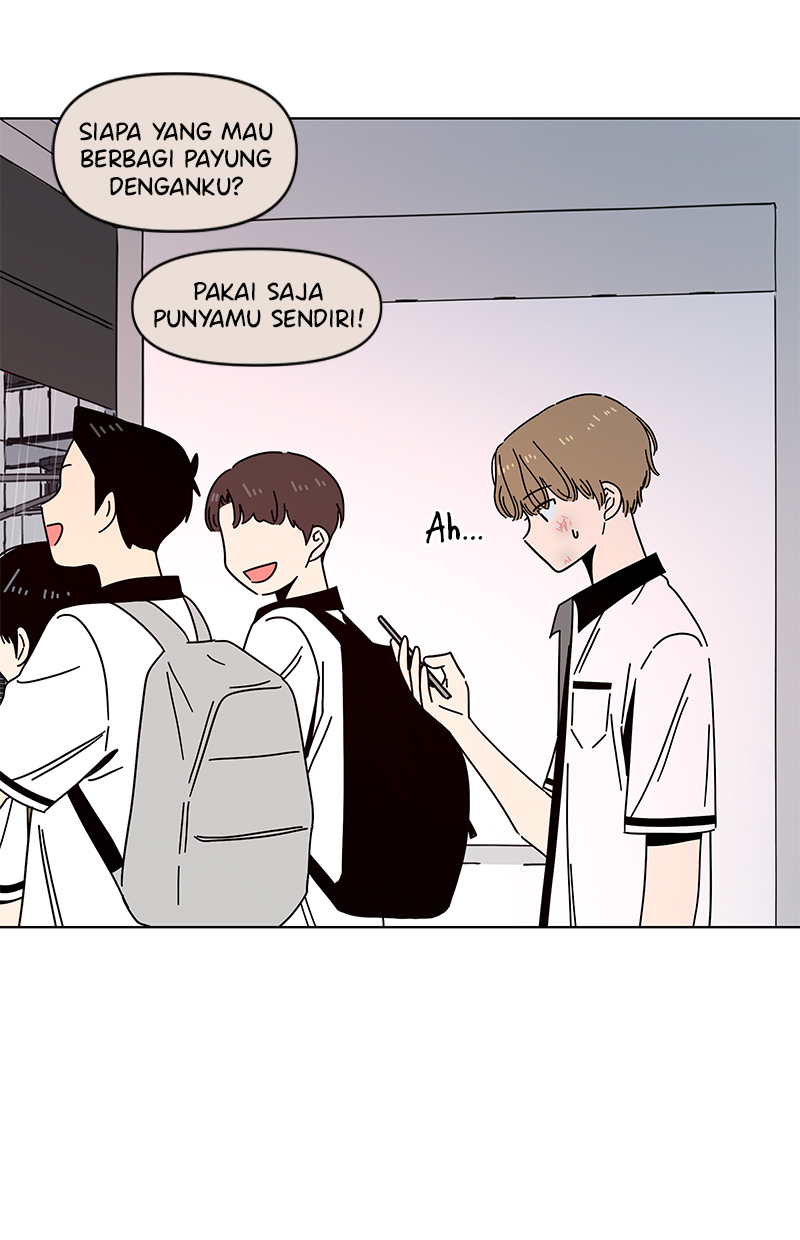 SIAPA YANG MAU
BERBAGI PAYUNG
DENGANKU?
PAKAI SAJA
PUNYAMU SENDIRI!
Ah...